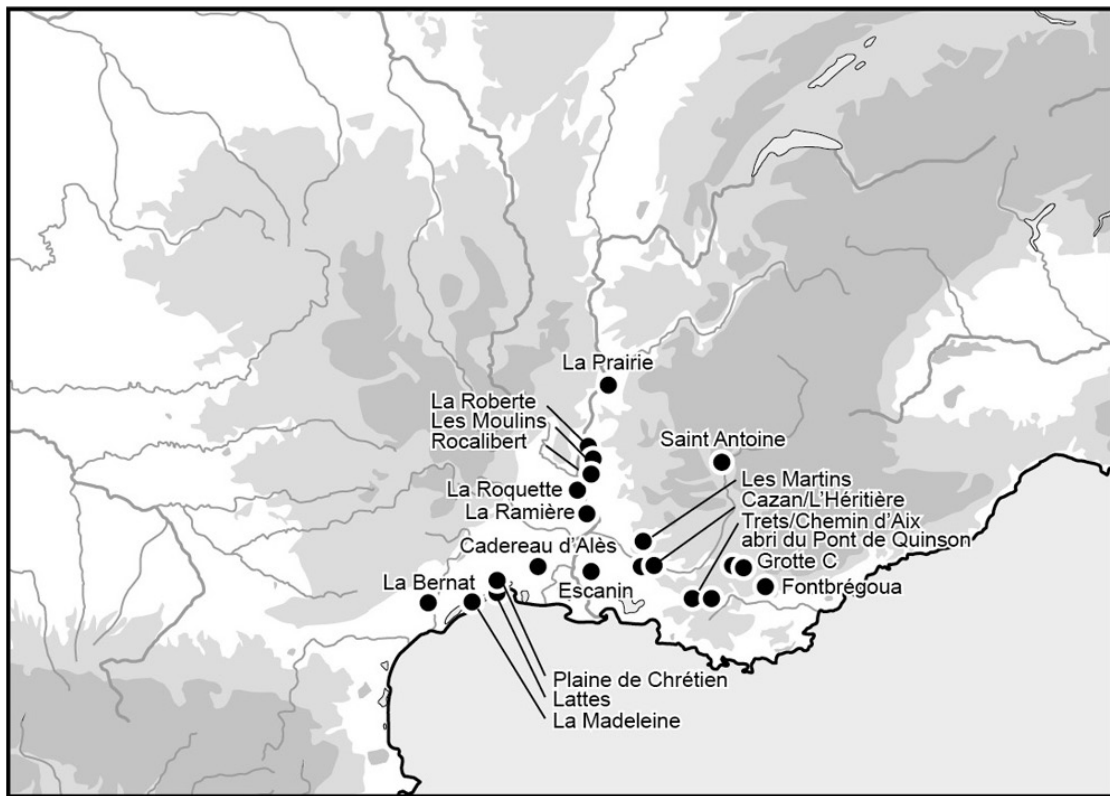 La Prairie
La Roberte
Les Moulins
Rocalibert
Saint Antoine
Les Martins
La Roquette
Cazan/L'Héritière
La Ramière
Trets/Chemin d'Aix
abri du Pont de Quinson
Cadereau d'Alès
Grotte C
La Bernat
Escanin
Fontbrégoua
Plaine de Chrétien
Lattes
La Madeleine